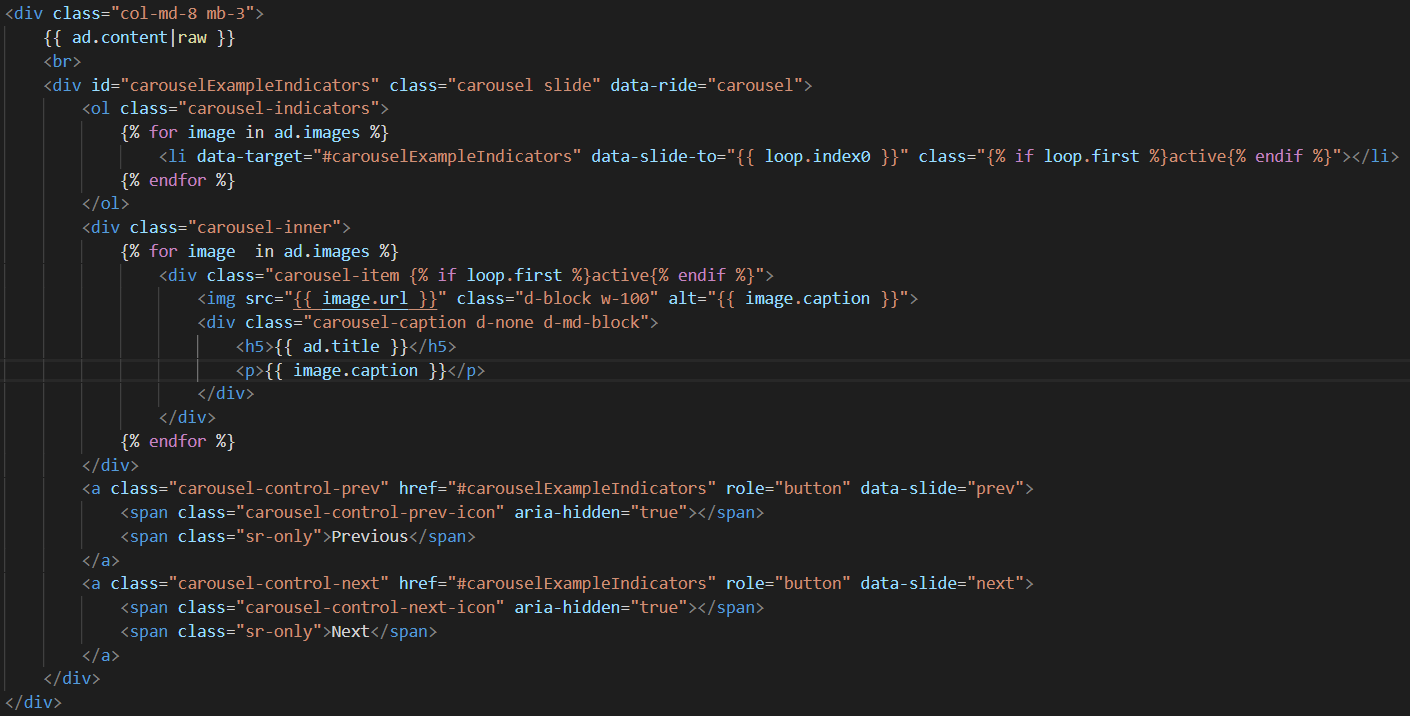 <div class="col-md-8 mb-3">
    {{ ad.content|raw }}
    <br>
    <div id="carouselExampleIndicators" class="carousel slide" data-ride="carousel">
        <ol class="carousel-indicators">
            {% for image in ad.images %}
                <li data-target="#carouselExampleIndicators" data-slide-to="{{ loop.index0 }}" class="{% if loop.first %}active{% endif %}"></li>
            {% endfor %}
        </ol>
        <div class="carousel-inner">
            {% for image  in ad.images %}
                <div class="carousel-item {% if loop.first %}active{% endif %}">
                    <img src="{{ image.url }}" class="d-block w-100" alt="{{ image.caption }}">
                    <div class="carousel-caption d-none d-md-block">
                        <h5>{{ ad.title }}</h5>
                        <p>{{ image.caption }}</p>
                    </div>
                </div>
            {% endfor %}
        </div>
        <a class="carousel-control-prev" href="#carouselExampleIndicators" role="button" data-slide="prev">
            <span class="carousel-control-prev-icon" aria-hidden="true"></span>
            <span class="sr-only">Previous</span>
        </a>
        <a class="carousel-control-next" href="#carouselExampleIndicators" role="button" data-slide="next">
            <span class="carousel-control-next-icon" aria-hidden="true"></span>
            <span class="sr-only">Next</span>
        </a>
    </div>
</div>